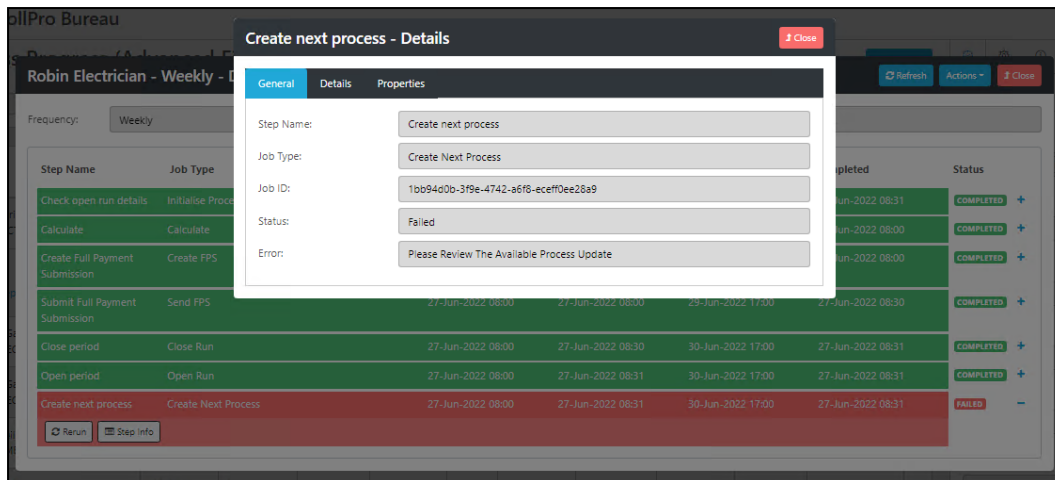 ollPro Bureau
Create next process - Details
Close
Robin Electrician - Weekly - D
Refresh
Actions
Close
General Details Properties
Frequency: Weekly
Step Name: Create next process
Job Type: Create Next Process
Job ID: 1bb94d0b-3f9e-4742-a6f8-eceff0ee28a9
Status: Failed
Error: Please Review The Available Process Update
Step Name Job Type pleted Status
Check open run details Initialise Proce Jun-2022 08:31 COMPLETED
Calculate Calculate Jun-2022 08:00 COMPLETED
Create Full Payment Create FPS Jun-2022 08:00 COMPLETED
Submission
Submit Full Payment Send FPS 27-Jun-2022 08:00 27-Jun-2022 08:00 29-Jun-2022 17:00 27-Jun-2022 08:30 COMPLETED
Submission
Close period Close Run 27-Jun-2022 08:00 27-Jun-2022 08:30 30-Jun-2022 17:00 27-Jun-2022 08:31 COMPLETED
Open period Open Run 27-Jun-2022 08:00 27-Jun-2022 08:31 30-Jun-2022 17:00 27-Jun-2022 08:31 COMPLETED
Create next process Create Next Process 27-Jun-2022 08:00 27-Jun-2022 08:31 30-Jun-2022 17:00 27-Jun-2022 08:31 FAILED
Rerun Step Info